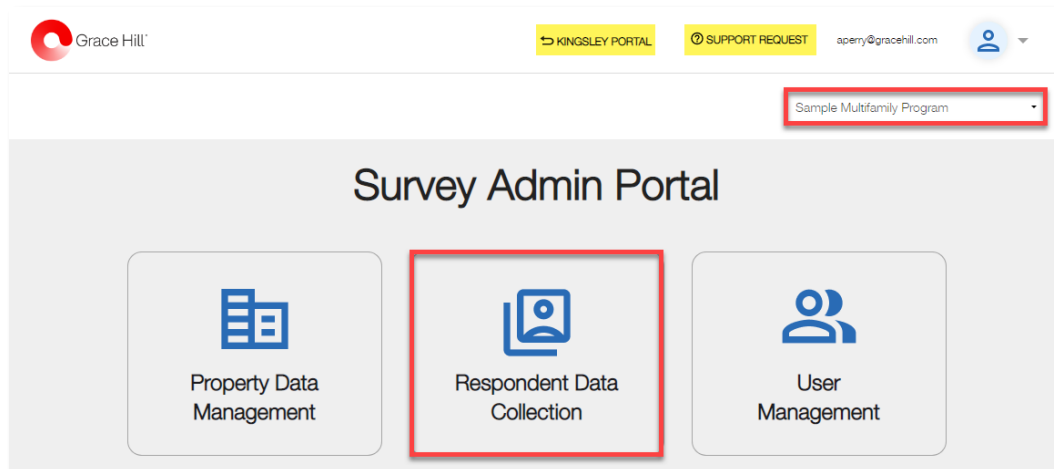 Grace Hill
KINGSLEY PORTAL
SUPPORT REQUEST
aperry@gracehill.com
Sample Multifamily Program
Survey Admin Portal
Property Data
Management
Respondent Data
Collection
User
Management